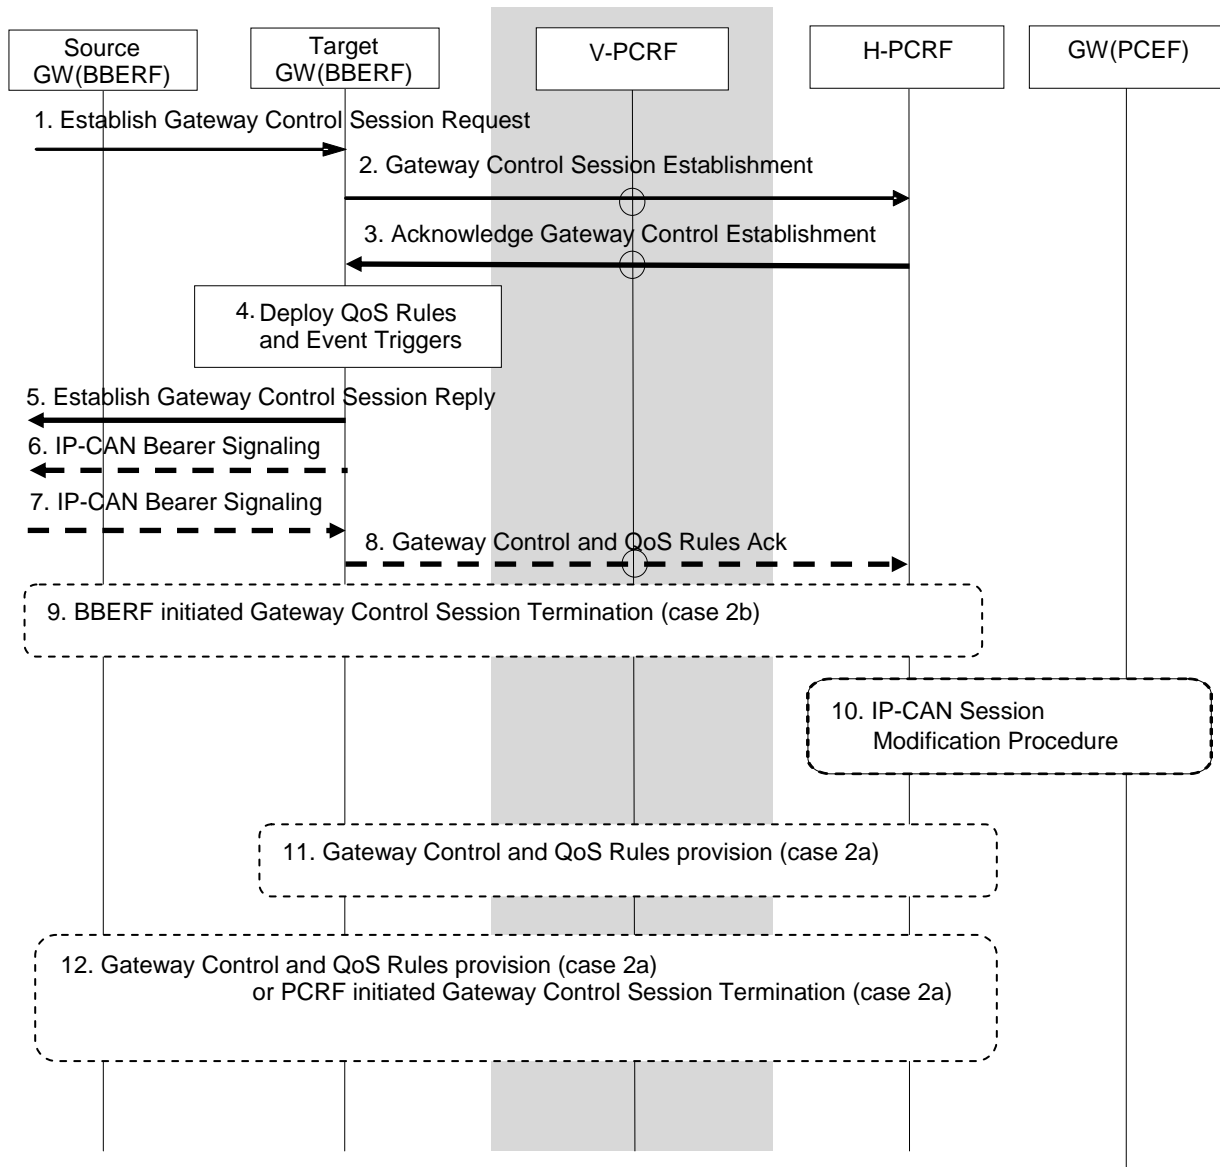 Source
GW(BBERF)
Target
GW(BBERF)
V-PCRF
H-PCRF
GW(PCEF)
1. Establish Gateway Control Session Request
2. Gateway Control Session Establishment
3. Acknowledge Gateway Control Establishment
4. Deploy QoS Rules
and Event Triggers
5. Establish Gateway Control Session Reply
6. IP-CAN Bearer Signaling
7. IP-CAN Bearer Signaling
8. Gateway Control and QoS Rules Ack
9. BBERF initiated Gateway Control Session Termination (case 2b)
10. IP-CAN Session
Modification Procedure
11. Gateway Control and QoS Rules provision (case 2a)
12. Gateway Control and QoS Rules provision (case 2a)
or PCRF initiated Gateway Control Session Termination (case 2a)